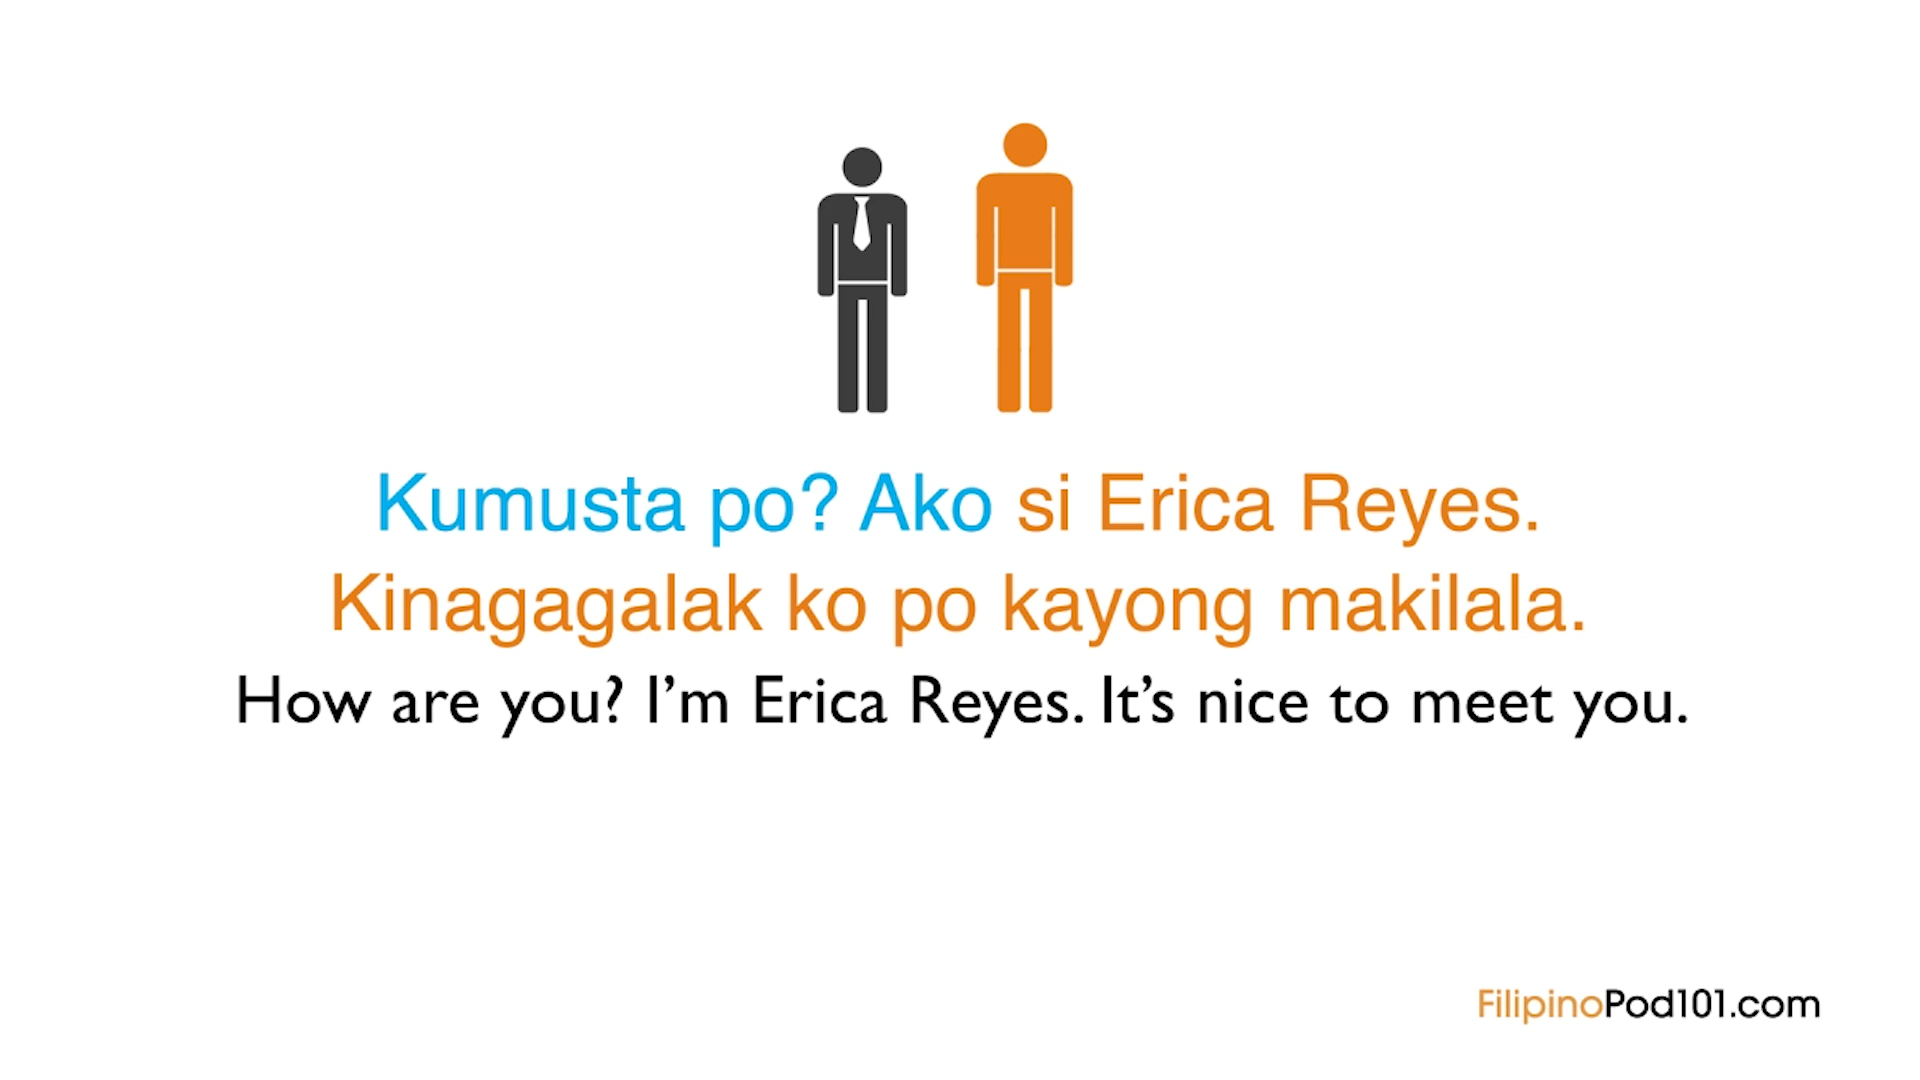 Kumusta po? Ako si Erica Reyes.
Kinagagalak ko po kayong makilala.
How are you? I'm Erica Reyes. It's nice to meet you.
FilipinoPod101.com